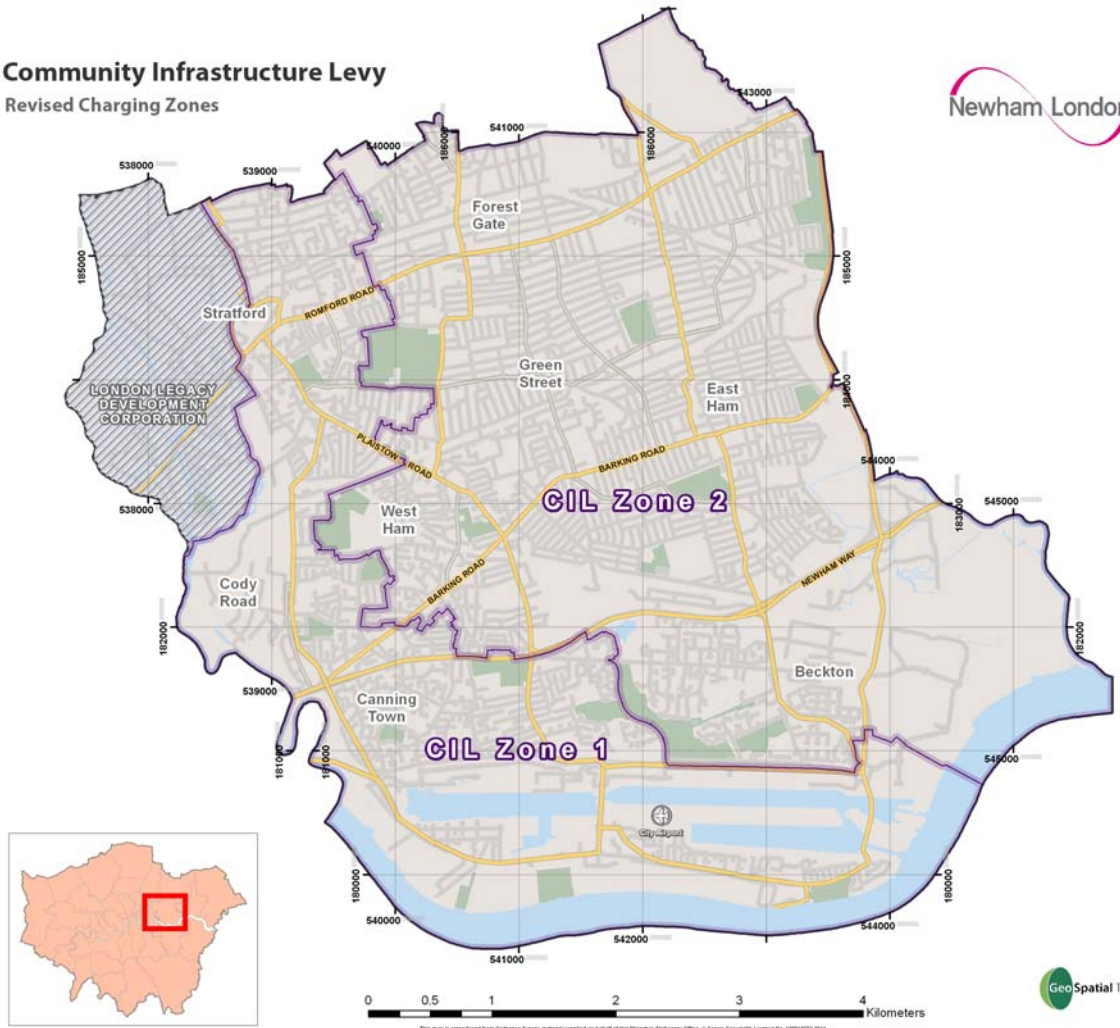 Community Infrastructure Levy
Revised Charging Zones
Newham London
543000
541000
186000
186000
540000
538000
539000
Forest
Gate
185000
185000
Stratford
ROMFORD ROAD
Green
Street
LONDON LEGACY
DEVELOPMENT
CORPORATION
East
Ham
184000
PLAISTOW ROAD
BARKING ROAD
544000
538000
CIL Zone 2
545000
183000
West
Ham
BARKING ROAD
NEWHAM WAY
Cody
Road
182000
182000
539000
Canning
Town
Beckton
CIL Zone 1
181000
181000
545000
City Airport
180000
180000
540000
542000
544000
541000
0 0.5 1 2 3 4
Kilometers
GeoSpatial